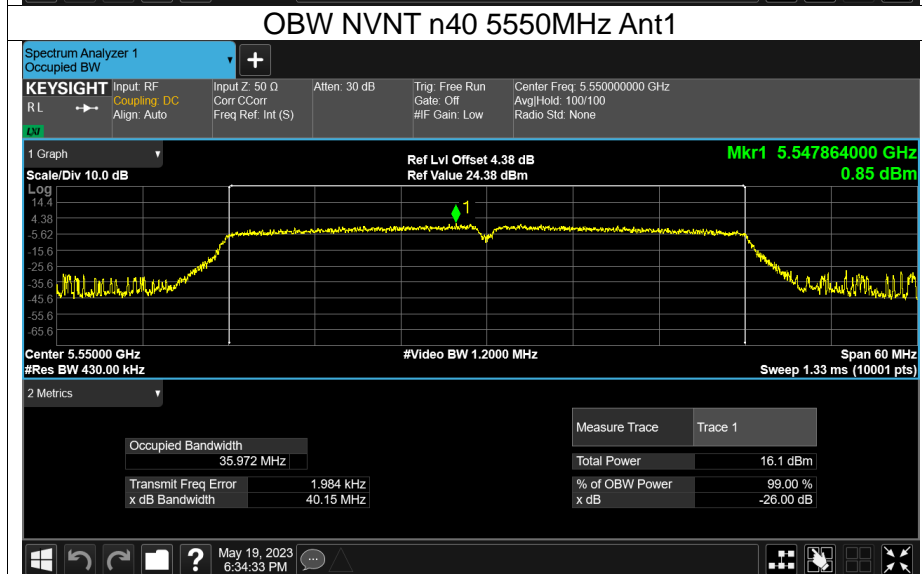 OBW NVNT n40 5550MHz Ant1
Spectrum Analyzer 1
Occupied BW
KEYSIGHT
R L
LXI
Input: RF
Coupling: DC
Align: Auto
Input Z: 50 Ω
Corr CCorr
Freq Ref: Int (S)
Atten: 30 dB
Trig: Free Run
Gate: Off
#IF Gain: Low
Center Freq: 5.550000000 GHz
Avg|Hold: 100/100
Radio Std: None
1 Graph
Scale/Div 10.0 dB
Ref Lvl Offset 4.38 dB
Ref Value 24.38 dBm
Mkr1 5.547864000 GHz
0.85 dBm
Log
14.4
4.38
-5.62
-15.6
-25.6
-35.6
-45.6
-55.6
-65.6
1
Center 5.55000 GHz
#Res BW 430.00 kHz
#Video BW 1.2000 MHz
Span 60 MHz
Sweep 1.33 ms (10001 pts)
2 Metrics
Measure Trace Trace 1
Occupied Bandwidth
35.972 MHz
Total Power 16.1 dBm
Transmit Freq Error 1.984 kHz
% of OBW Power 99.00 %
x dB Bandwidth 40.15 MHz
x dB -26.00 dB
?
May 19, 2023
6:34:33 PM